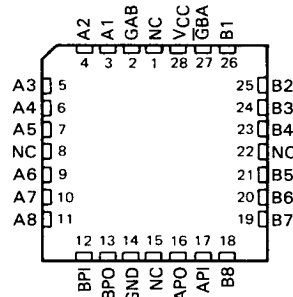 A2 A1 GAB NC VCC G̅BA B1
4 3 2 1 28 27 26
A3 5 25 B2
A4 6 24 B3
A5 7 23 B4
NC 8 22 NC
A6 9 21 B5
A7 10 20 B6
A8 11 19 B7
12 13 14 15 16 17 18
BPI BPO GND NC APO API B8